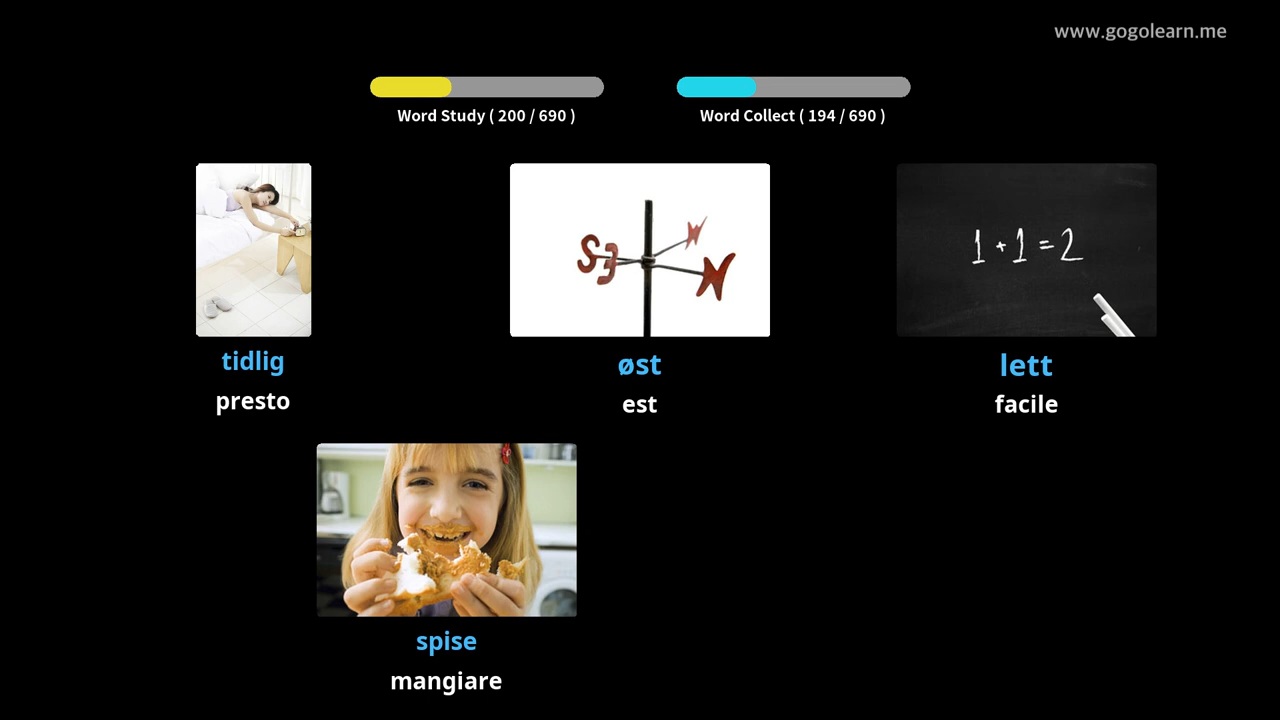 www.gogolearn.me
Word Study ( 200 / 690 )
Word Collect ( 194 / 690 )
S E N N
1 + 1 = 2
tidlig
presto
øst
est
lett
facile
spise
mangiare